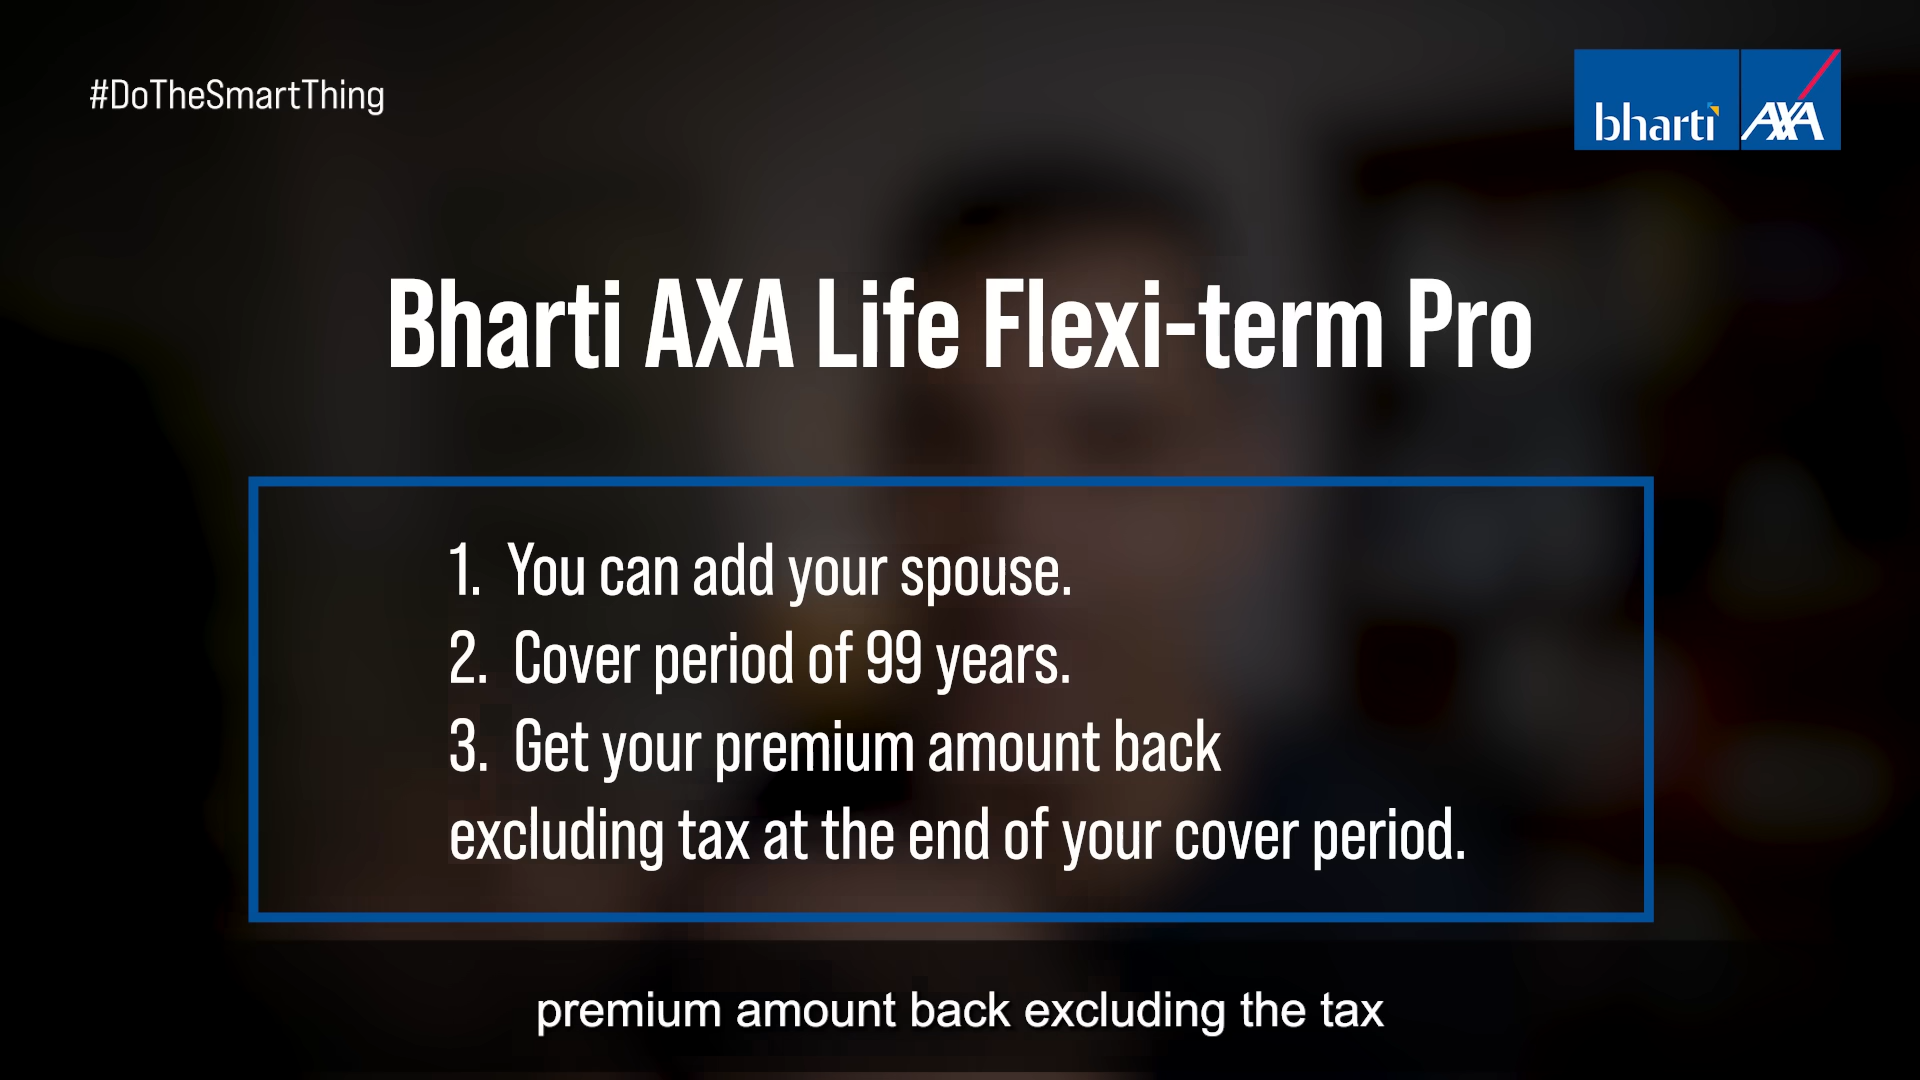 #DoTheSmartThing
bharti AXA
Bharti AXA Life Flexi-term Pro
1. You can add your spouse.
2. Cover period of 99 years.
3. Get your premium amount back
excluding tax at the end of your cover period.
premium amount back excluding the tax